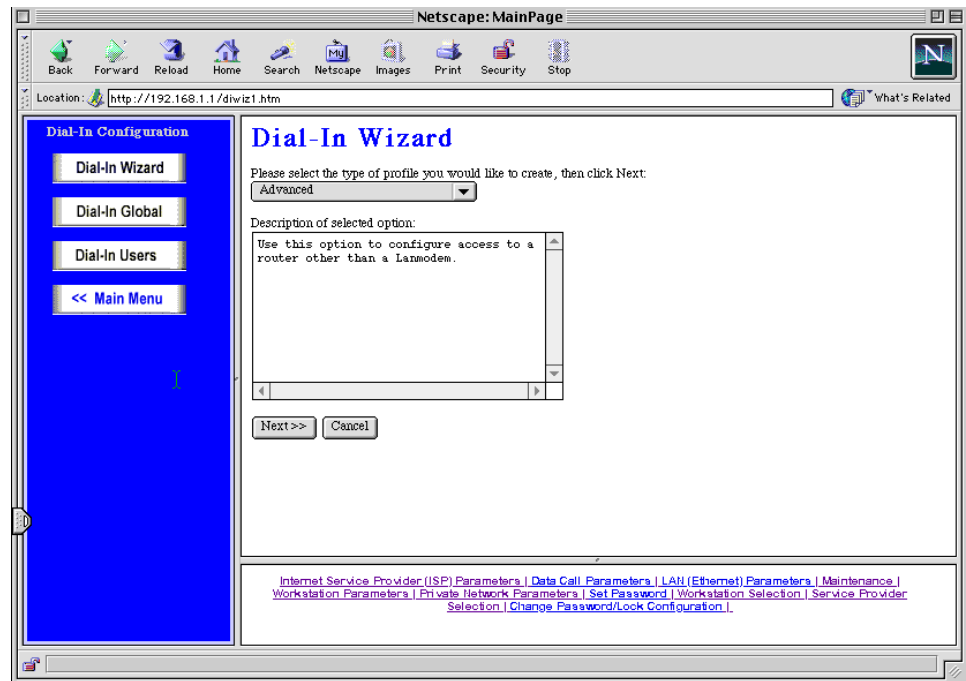 Netscape: MainPage
Back Forward Reload Home Search Netscape Images Print Security Stop
My
N
Location: http://192.168.1.1/diwiz1.htm What's Related
Dial-In Configuration
Dial-In Wizard
Dial-In Global
Dial-In Users
<< Main Menu
Dial-In Wizard
Please select the type of profile you would like to create, then click Next:
Advanced
Description of selected option:
Use this option to configure access to a
router other than a Lanmodem.
Next>> Cancel
Internet Service Provider (ISP) Parameters | Data Call Parameters | LAN (Ethernet) Parameters | Maintenance |
Workstation Parameters | Private Network Parameters | Set Password | Workstation Selection | Service Provider
Selection | Change Password/Lock Configuration |